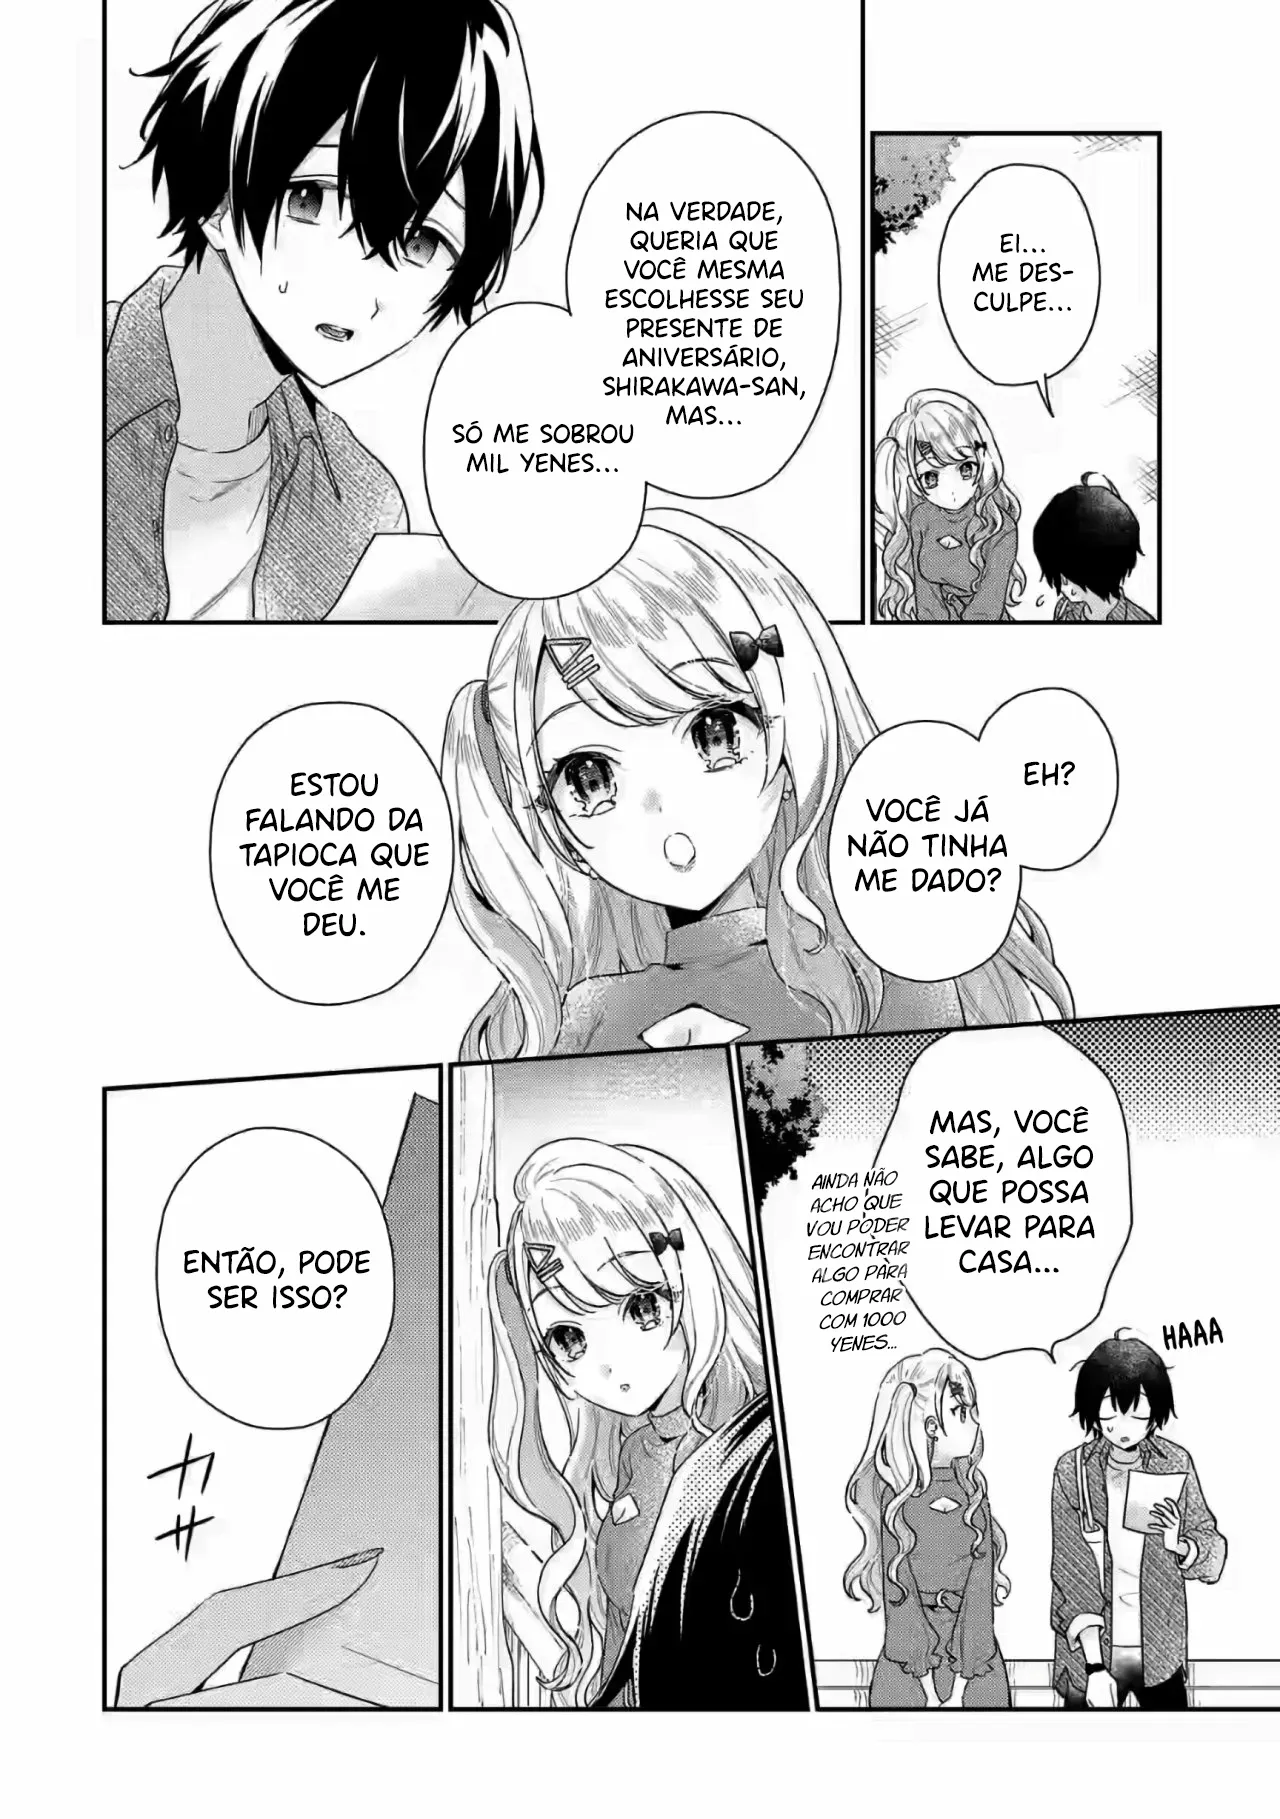 EI...
ME DES-
CULPE...
NA VERDADE,
QUERIA QUE
VOCÊ MESMA
ESCOLHESSE SEU
PRESENTE DE
ANIVERSÁRIO,
SHIRAKAWA-SAN,
MAS...
SÓ ME SOBROU
MIL YENES...
EH?
VOCÊ JÁ
NÃO TINHA
ME DADO?
ESTOU
FALANDO DA
TAPIOCA QUE
VOCÊ ME
DEU.
MAS, VOCÊ
SABE, ALGO
QUE POSSA
LEVAR PARA
CASA...
HAAA
AINDA NÃO
ACHO QUE
VOU PODER
ENCONTRAR
ALGO PARA
COMPRAR
COM 1000
YENES...
ENTÃO, PODE
SER ISSO?
カ
サ